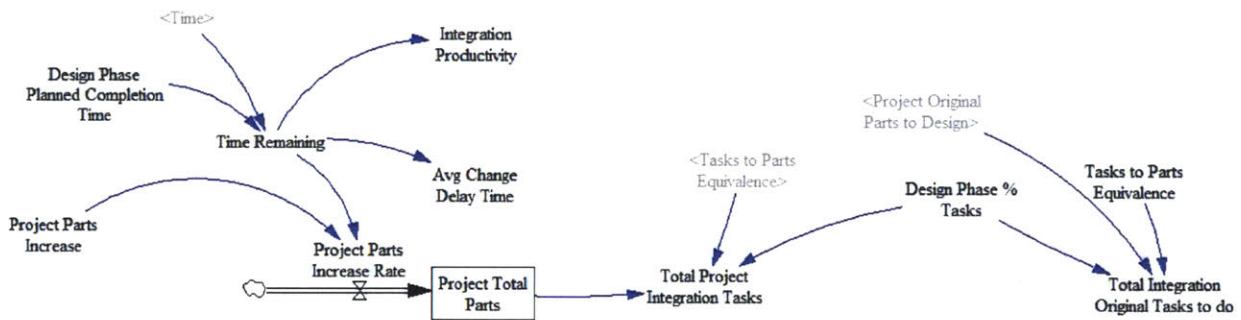 <Time>
Integration
Productivity
Design Phase
Planned Completion
Time
Time Remaining
Avg Change
Delay Time
Project Parts
Increase
Project Parts
Increase Rate
Project Total
Parts
<Tasks to Parts
Equivalence>
Total Project
Integration Tasks
<Project Original
Parts to Design>
Design Phase %
Tasks
Tasks to Parts
Equivalence
Total Integration
Original Tasks to do